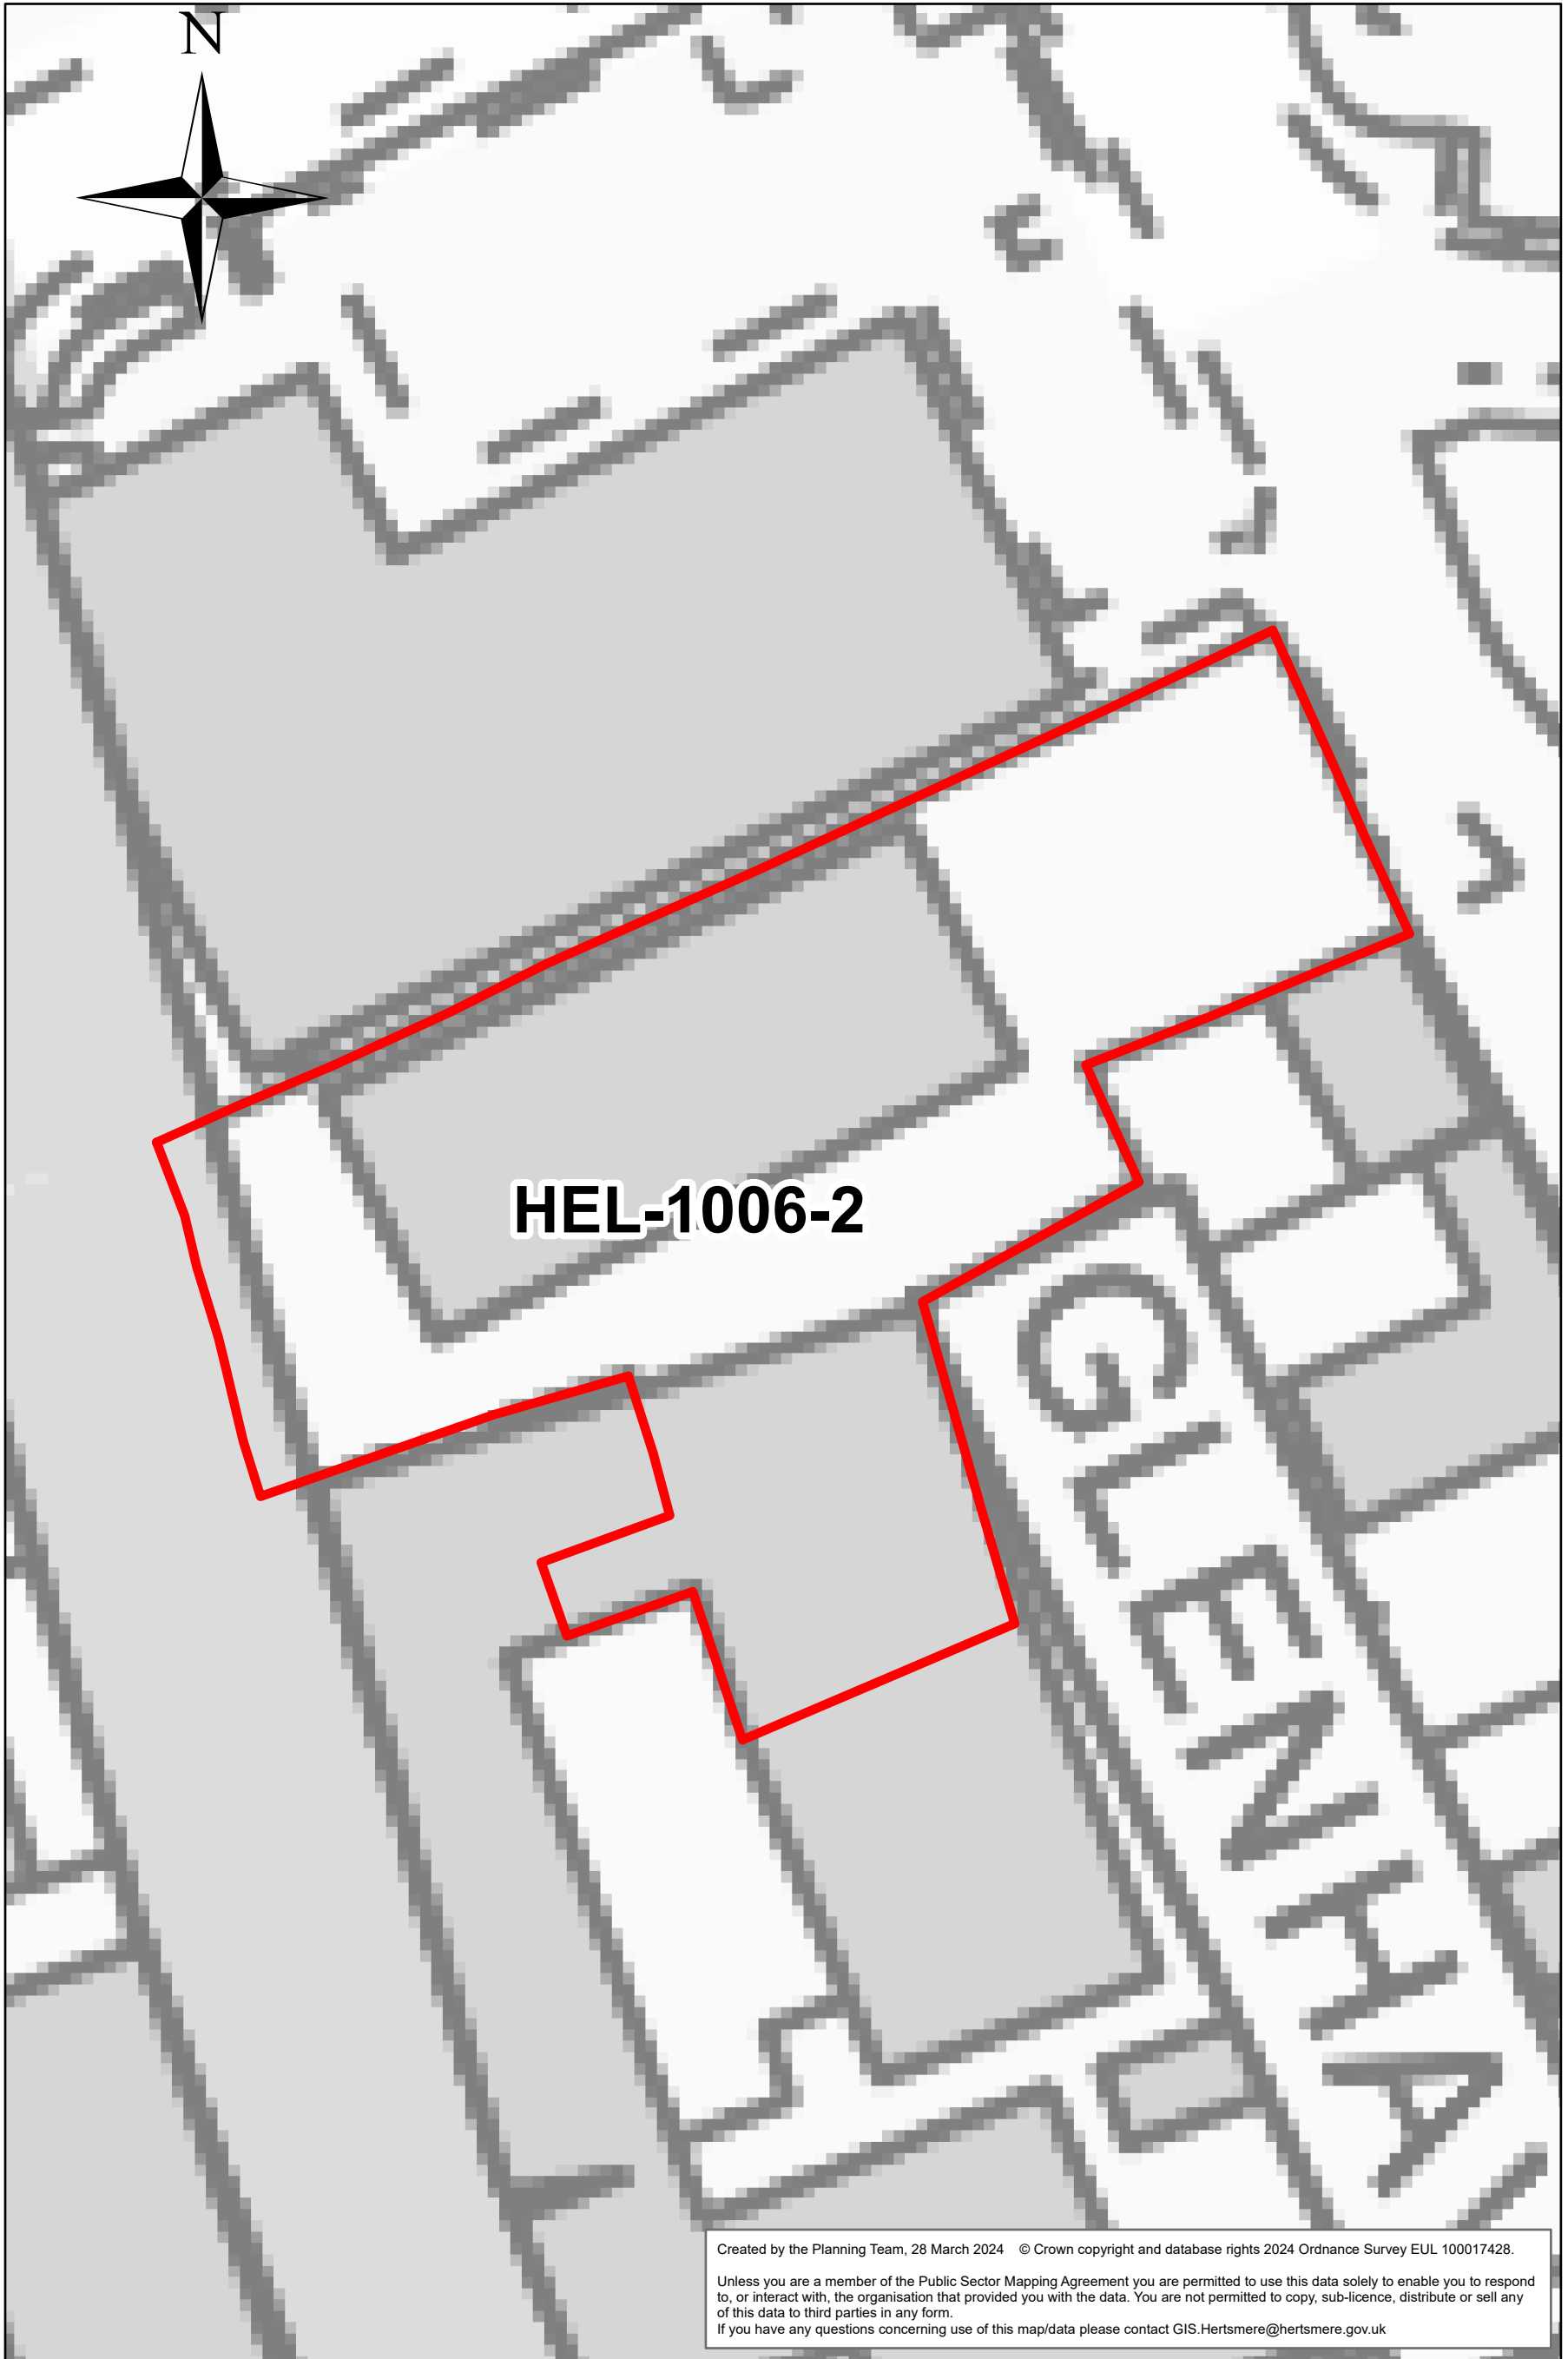 N
HEL-1006-2
GLENHA
Created by the Planning Team, 28 March 2024 © Crown copyright and database rights 2024 Ordnance Survey EUL 100017428.
Unless you are a member of the Public Sector Mapping Agreement you are permitted to use this data solely to enable you to respond
to, or interact with, the organisation that provided you with the data. You are not permitted to copy, sub-licence, distribute or sell any
of this data to third parties in any form.
If you have any questions concerning use of this map/data please contact GIS.Hertsmere@hertsmere.gov.uk